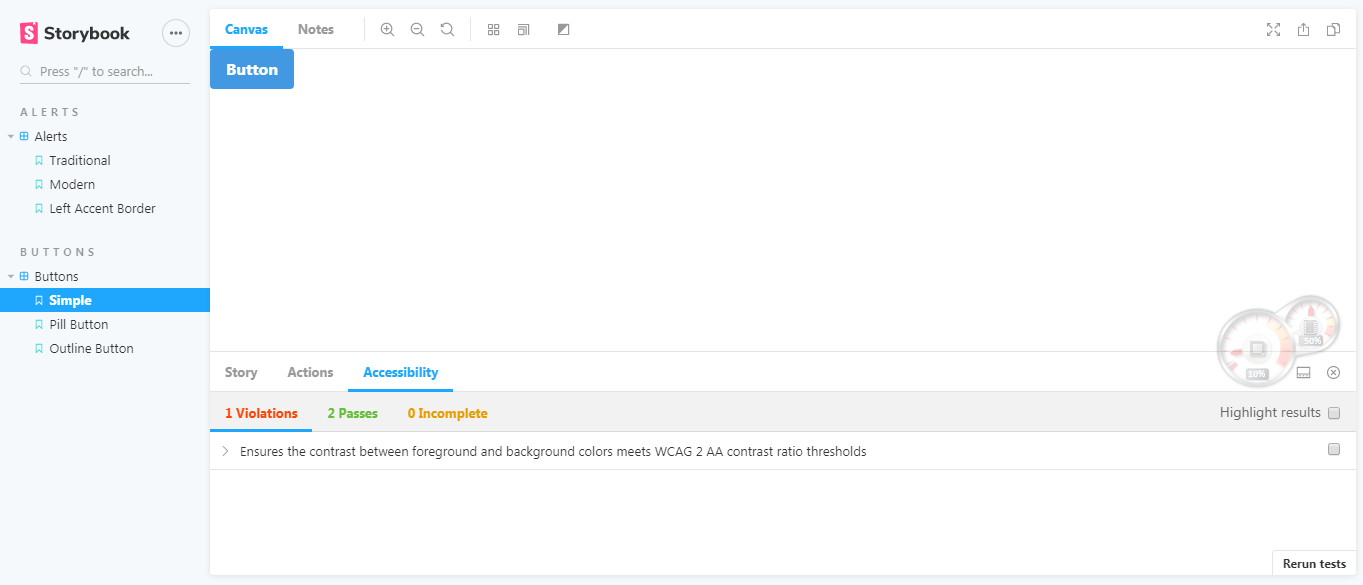 Storybook
Press "/" to search...
ALERTS
Alerts
Traditional
Modern
Left Accent Border
BUTTONS
Buttons
Simple
Pill Button
Outline Button
Canvas Notes
Button
50%
10%
Story Actions Accessibility
1 Violations 2 Passes 0 Incomplete Highlight results
Ensures the contrast between foreground and background colors meets WCAG 2 AA contrast ratio thresholds
Rerun tests